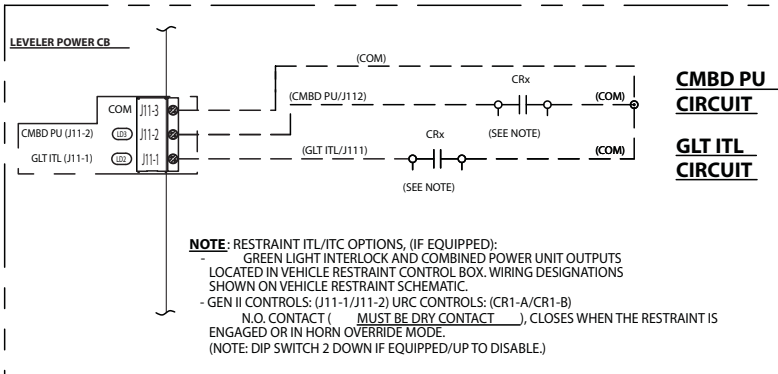 LEVELER POWER CB
(COM)
CRx
CMBD PU
CIRCUIT
COM J11-3
(CMBD PU/J112)
(COM)
CMBD PU (J11-2) LD3 J11-2
(SEE NOTE)
CRx
GLT ITL
CIRCUIT
GLT ITL (J11-1) LD2 J11-1
(GLT ITL/J111)
(COM)
(SEE NOTE)
NOTE: RESTRAINT ITL/ITC OPTIONS, (IF EQUIPPED):
- GREEN LIGHT INTERLOCK AND COMBINED POWER UNIT OUTPUTS
LOCATED IN VEHICLE RESTRAINT CONTROL BOX. WIRING DESIGNATIONS
SHOWN ON VEHICLE RESTRAINT SCHEMATIC.
- GEN II CONTROLS: (J11-1/J11-2) URC CONTROLS: (CR1-A/CR1-B)
N.O. CONTACT ( MUST BE DRY CONTACT ), CLOSES WHEN THE RESTRAINT IS
ENGAGED OR IN HORN OVERRIDE MODE.
(NOTE: DIP SWITCH 2 DOWN IF EQUIPPED/UP TO DISABLE.)